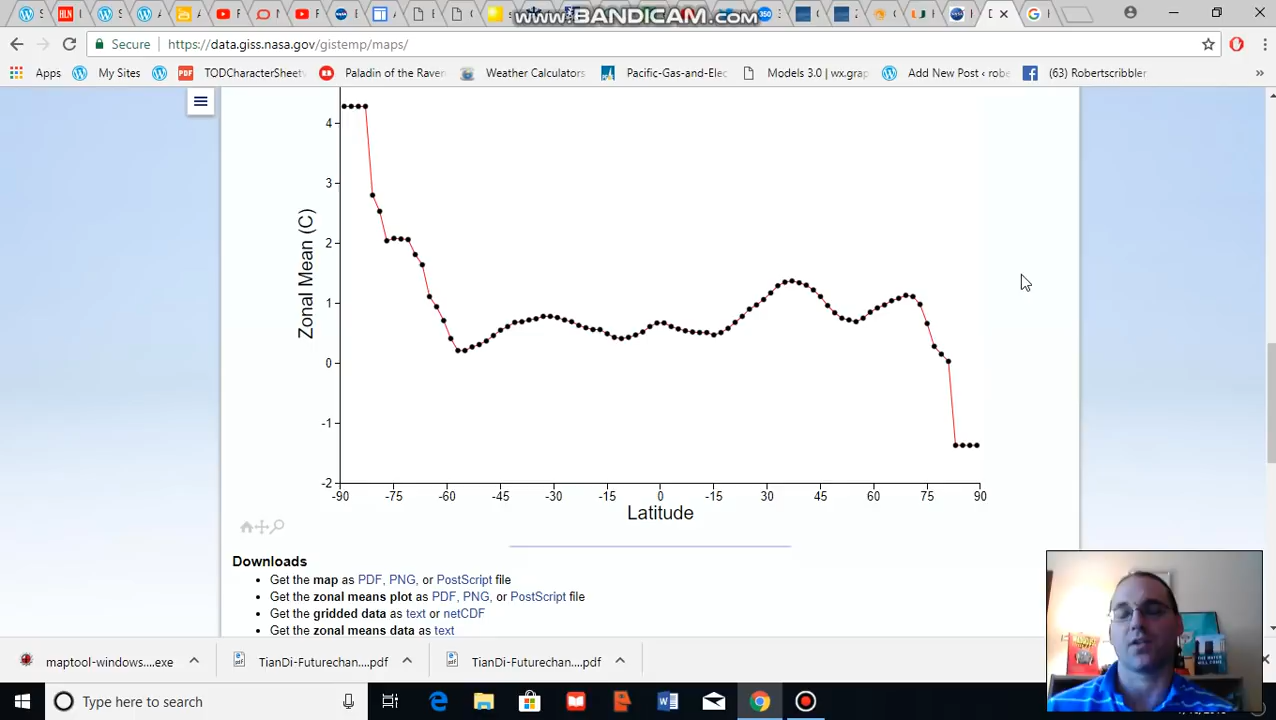 www.BANDICAM.com
Secure https://data.giss.nasa.gov/gistemp/maps/
Apps My Sites TODCharacterSheet Paladin of the Raven Weather Calculators Pacific-Gas-and-Elec Models 3.0 | wx.grap Add New Post ‹ robe (63) Robertscribbler
4
3
2
1
0
-1
-2
Zonal Mean (C)
-90 -75 -60 -45 -30 -15 0 -15 30 45 60 75 90
Latitude
Downloads
Get the map as PDF, PNG, or PostScript file
Get the zonal means plot as PDF, PNG, or PostScript file
Get the gridded data as text or netCDF
Get the zonal means data as text
maptool-windows....exe TianDi-Futurechan....pdf TianDi-Futurechan....pdf
Type here to search